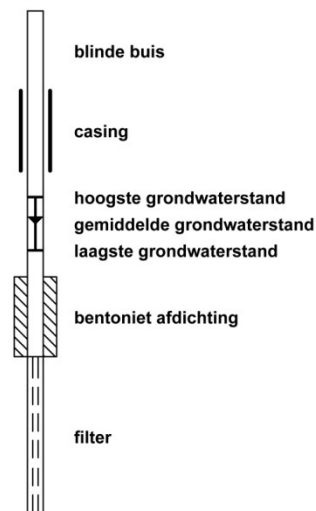 blinde buis
casing
hoogste grondwaterstand
gemiddelde grondwaterstand
laagste grondwaterstand
bentoniet afdichting
filter